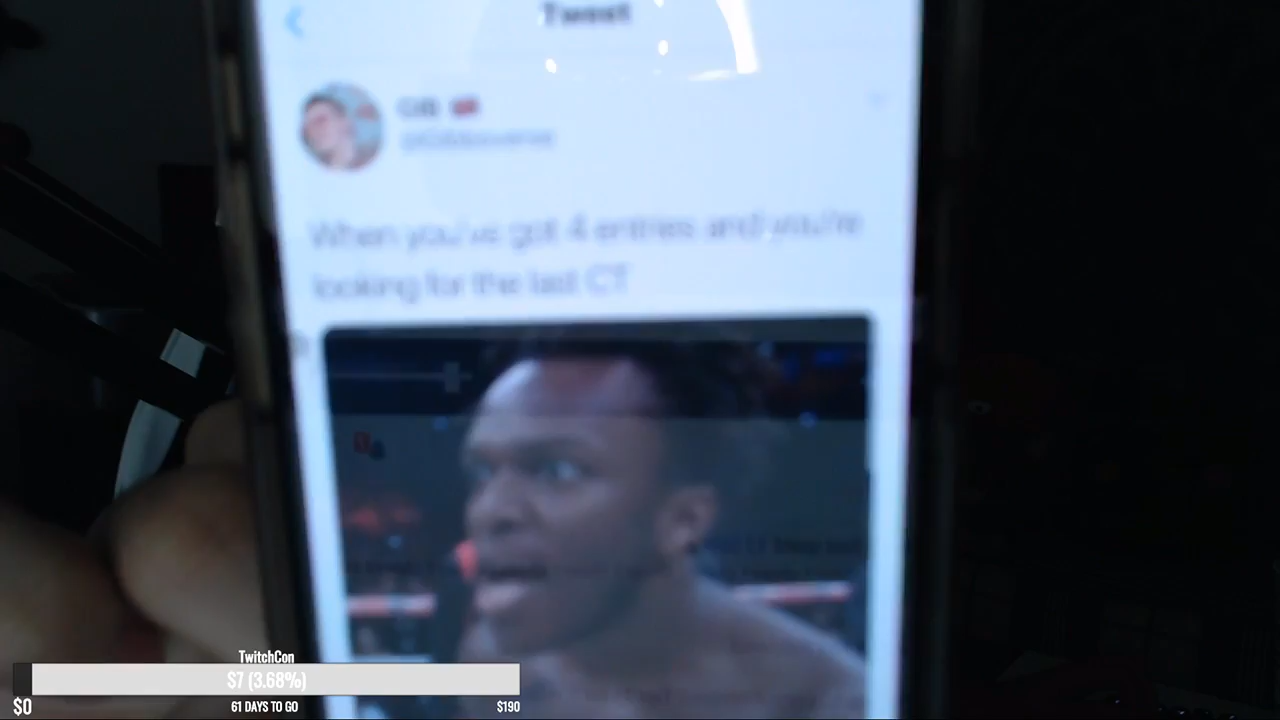 Tweet
GIB
When you've got 4 entries and you're
looking for the last CT
TwitchCon
$7 (3.68%)
$0
61 DAYS TO GO
$190